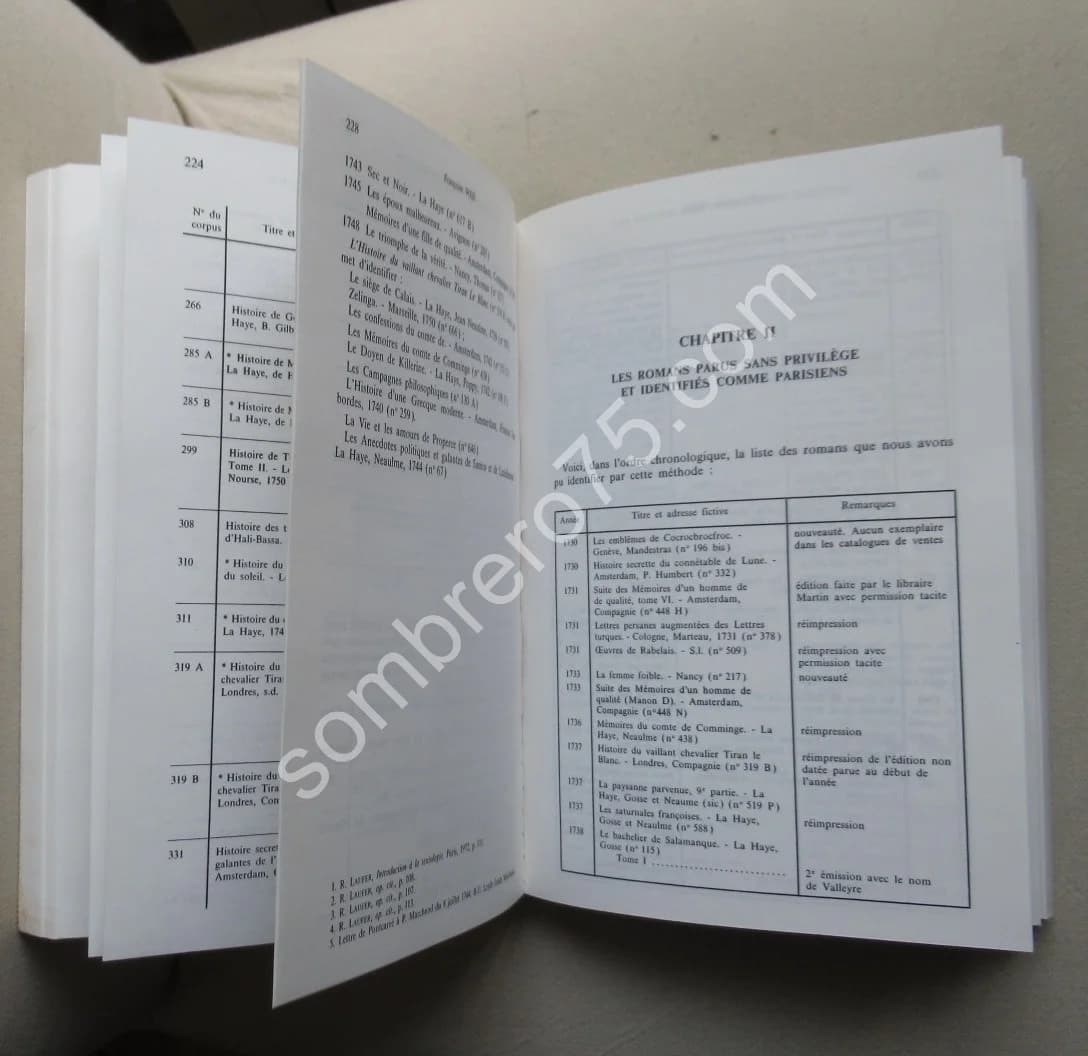 224
N° du
corpus
Titre et
266
Histoire de G
Haye, B. Gilb
285 A
* Histoire de M
La Haye, de
285 B
* Histoire de
La Haye, de
299
Histoire de T
Tome II. - L
Nourse, 1750
308
Histoire des t
d'Hali-Bassa.
310
* Histoire du
du soleil. - L
311
* Histoire du
La Haye, 174
319 A
* Histoire du
chevalier Tira
Londres, s.d.
319 B
* Histoire du
chevalier Tira
Londres, Com
331
Histoire secre
galantes de l'
Amsterdam,
228
1743 Sec et Noir. - La Haye (n° 617 B)
1745 Les époux malheureux. - Avignon
Mémoires d'une fille de qualité. - Amsterdam,
1748 Le triomphe de la vérité. - Nancy, Thomas
L'Histoire du vaillant chevalier Tiran Le Blanc
met d'identifier :
Le siège de Calais. - La Haye, Jean Neaulme,
Zelinga. - Marseille, 1750 (n° 666) ;
Les confessions du comte de. - Amsterdam,
Les Mémoires du comte de Comminge (n° 438)
Le Doyen de Killerine. - La Haye, Poppy,
Les Campagnes philosophiques (n° 130 A)
L'Histoire d'une Grecque moderne. - Amsterdam,
bordes, 1740 (n° 259).
La Vie et les amours de Properce (n° 646)
Les Anecdotes politiques et galantes de Samos et de
La Haye, Neaulme, 1744 (n° 67)
1. R. LAUFER, Introduction à la textologie, Paris, 1972,
2. R. LAUFER, op. cit., p. 108.
3. R. LAUFER, op. cit., p. 107.
4. R. LAUFER, op. cit., p. 113.
5. Lettre de Pontcarré à P. Marchand du 8 juillet 1744,
CHAPITRE II
LES ROMANS PARUS SANS PRIVILÈGE
ET IDENTIFIÉS COMME PARISIENS
Voici, dans l'ordre chronologique, la liste des romans que nous avons
pu identifier par cette méthode :
Année
Titre et adresse fictive
Remarques
1730
Les emblêmes de Cocrocbrocfroc. -
Genève, Mandestras (n° 196 bis)
nouveauté. Aucun exemplaire
dans les catalogues de ventes
1730
Histoire secrette du connétable de Lune. -
Amsterdam, P. Humbert (n° 332)
1731
Suite des Mémoires d'un homme de
de qualité, tome VI. - Amsterdam,
Compagnie (n° 448 H)
édition faite par le libraire
Martin avec permission tacite
1731
Lettres persanes augmentées des Lettres
turques. - Cologne, Marteau, 1731 (n° 378)
réimpression
1731
Œuvres de Rabelais. - S.l. (n° 509)
réimpression avec
permission tacite
1733
La femme foible. - Nancy (n° 217)
nouveauté
1733
Suite des Mémoires d'un homme de
qualité (Manon D). - Amsterdam,
Compagnie (n°448 N)
1736
Mémoires du comte de Comminge. - La
Haye, Neaulme (n° 438)
réimpression
1737
Histoire du vaillant chevalier Tiran le
Blanc. - Londres, Compagnie (n° 319 B)
réimpression de l'édition non
datée parue au début de
l'année
1737
La paysanne parvenue, 9e partie. - La
Haye, Gosse et Neaume (sic) (n° 519 P)
1737
Les saturnales françoises. - La Haye,
Gosse et Neaulme (n° 588)
réimpression
1738
Le bachelier de Salamanque. - La Haye,
Gosse (n° 115)
Tome I
2e émission avec le nom
de Valleyre
sombrero75.com